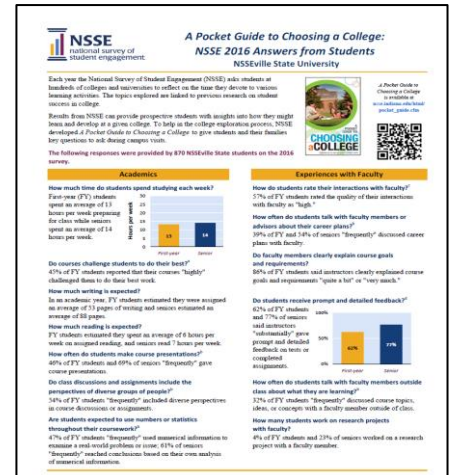 NSSE
national survey of
student engagement
A Pocket Guide to Choosing a College:
NSSE 2016 Answers from Students
NSSEville State University
Each year the National Survey of Student Engagement (NSSE) asks students at
hundreds of colleges and universities to reflect on the time they devote to various
learning activities. The topics explored are linked to previous research on student
success in college.
Results from NSSE can provide prospective students with insights into how they might
learn and develop at a given college. To help in the college exploration process, NSSE
developed A Pocket Guide to Choosing a College to give students and their families
key questions to ask during campus visits.
The following responses were provided by 870 NSSEville State students on the 2016
survey.
CHOOSING
aCOLLEGE
A Pocket Guide to
Choosing a College
is available at
nsse.indiana.edu/html/
pocket_guide.cfm
Academics
How much time do students spend studying each week?
First-year (FY) students
spent an average of 13
hours per week preparing
for class while seniors
spent an average of 14
hours per week.
Hours per week
30
25
20
15
10
5
0
13
14
First-year
Senior
Do courses challenge students to do their best?
45% of FY students reported that their courses "highly"
challenged them to do their best work.
How much writing is expected?
In an academic year, FY students estimated they were assigned
an average of 53 pages of writing and seniors estimated an
average of 88 pages.
How much reading is expected?
FY students estimated they spent an average of 6 hours per
week on assigned reading, and seniors read 7 hours per week.
How often do students make course presentations?
46% of FY students and 69% of seniors "frequently" gave
course presentations.
Do class discussions and assignments include the
perspectives of diverse groups of people?
54% of FY students "frequently" included diverse perspectives
in course discussions or assignments.
Are students expected to use numbers or statistics
throughout their coursework?
47% of FY students "frequently" used numerical information to
examine a real-world problem or issue; 61% of seniors
"frequently" reached conclusions based on their own analysis
of numerical information.
Experiences with Faculty
How do students rate their interactions with faculty?
57% of FY students rated the quality of their interactions
with faculty as "high."
How often do students talk with faculty members or
advisors about their career plans?
39% of FY and 54% of seniors "frequently" discussed career
plans with faculty.
Do faculty members clearly explain course goals
and requirements?
86% of FY students said instructors clearly explained course
goals and requirements "quite a bit" or "very much."
Do students receive prompt and detailed feedback?
62% of FY students
and 77% of seniors
said instructors
"substantially" gave
prompt and detailed
feedback on tests or
completed
assignments.
100%
50%
0%
62%
77%
First-year
Senior
How often do students talk with faculty members outside
class about what they are learning?
32% of FY students "frequently" discussed course topics,
ideas, or concepts with a faculty member outside of class.
How many students work on research projects
with faculty?
4% of FY students and 23% of seniors worked on a research
project with a faculty member.